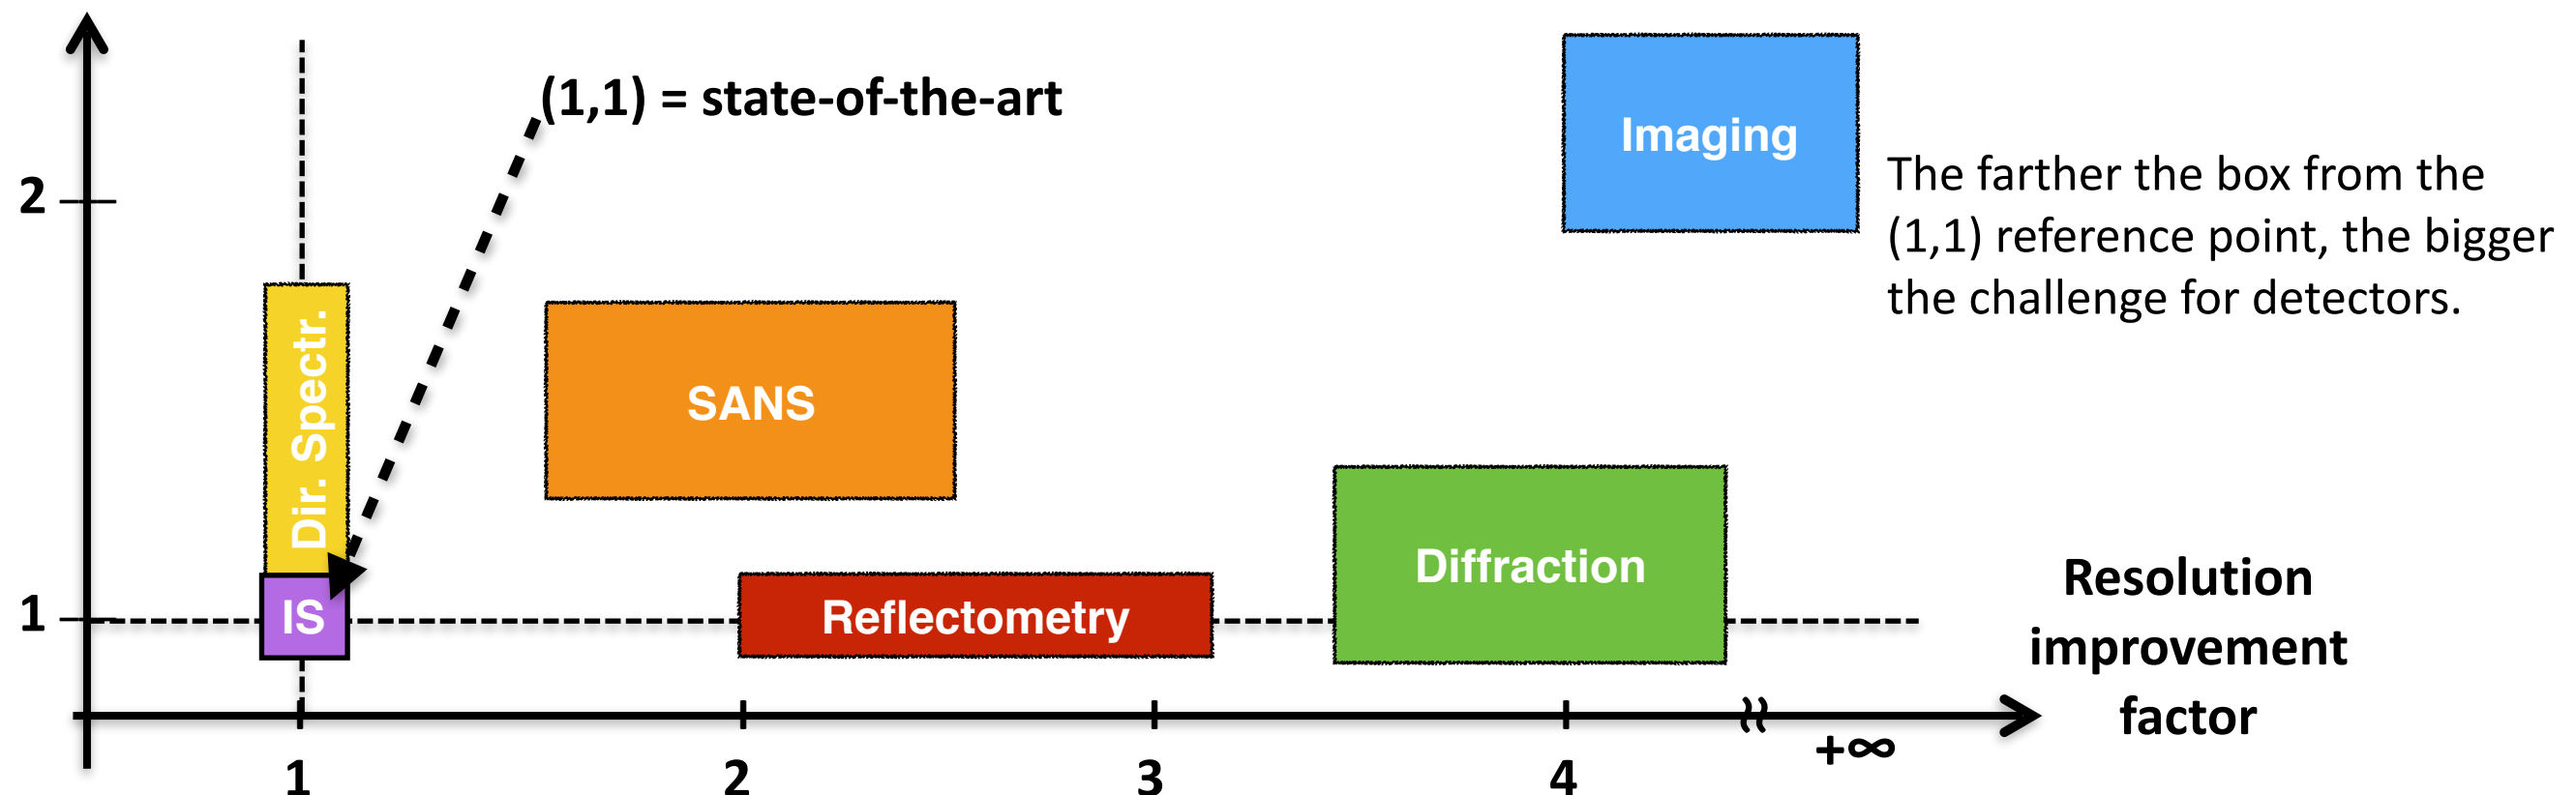 (1,1) = state-of-the-art
Imaging
The farther the box from the
(1,1) reference point, the bigger
the challenge for detectors.
2
Dir. Spectr.
SANS
Diffraction
Resolution
improvement
factor
1
IS
Reflectometry
+∞
1
2
3
4